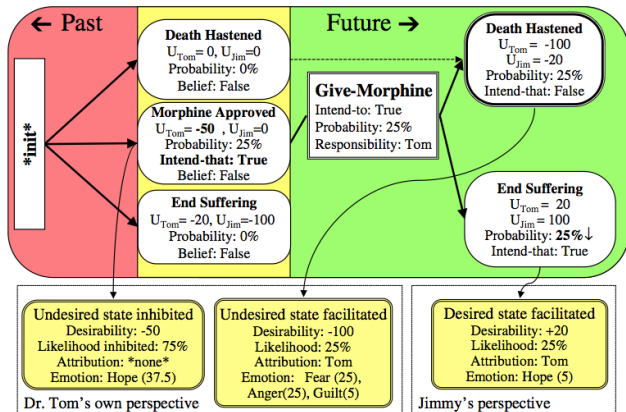 Past
Future
*init*
Death Hastened
UTom = 0, UJim=0
Probability: 0%
Belief: False
Morphine Approved
UTom= -50 , UJim=0
Probability: 25%
Intend-that: True
Belief: False
End Suffering
UTom= -20, UJim=-100
Probability: 0%
Belief: False
Give-Morphine
Intend-to: True
Probability: 25%
Responsibility: Tom
Death Hastened
UTom = -100
UJim = -20
Probability: 25%
Intend-that: False
End Suffering
UTom = 20
UJim = 100
Probability: 25%↓
Intend-that: True
Undesired state inhibited
Desirability: -50
Likelihood inhibited: 75%
Attribution: *none*
Emotion: Hope (37.5)
Undesired state facilitated
Desirability: -100
Likelihood: 25%
Attribution: Tom
Emotion: Fear (25),
Anger(25), Guilt(5)
Dr. Tom's own perspective
Desired state facilitated
Desirability: +20
Likelihood: 25%
Attribution: Tom
Emotion: Hope (5)
Jimmy's perspective